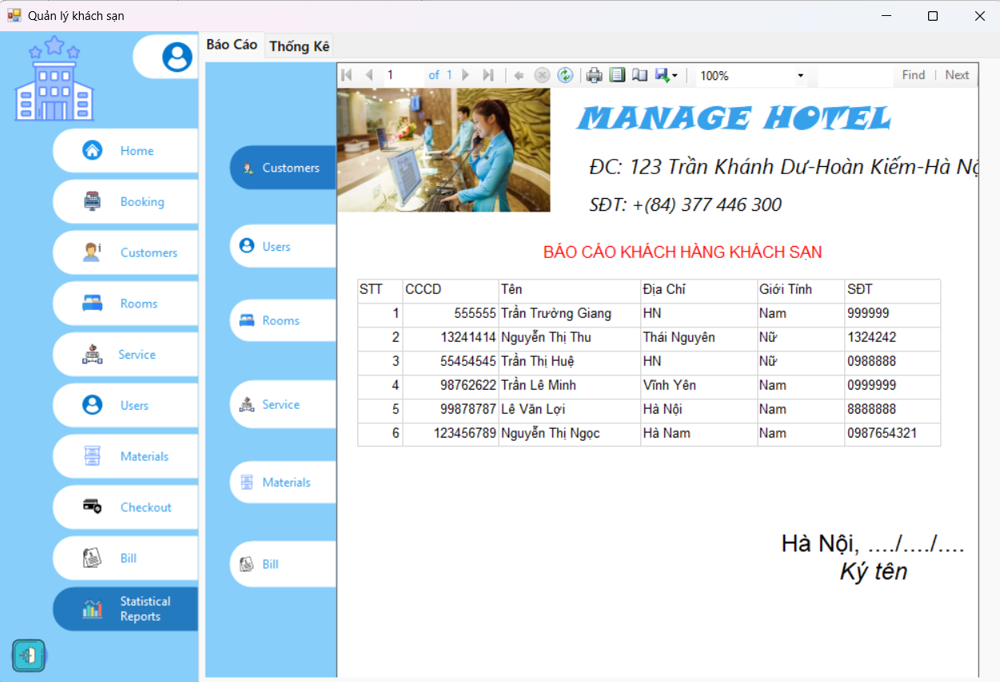 Quản lý khách sạn
Home
Booking
Customers
Rooms
Service
Users
Materials
Checkout
Bill
Statistical
Reports
Báo Cáo Thống Kê
Customers
Users
Rooms
Service
Materials
Bill
1 of 1 100% Find | Next
MANAGE HOTEL
ĐC: 123 Trần Khánh Dư-Hoàn Kiếm-Hà Nộ
SĐT: +(84) 377 446 300
BÁO CÁO KHÁCH HÀNG KHÁCH SẠN
STT CCCD Tên Địa Chỉ Giới Tính SĐT
1 555555 Trần Trường Giang HN Nam 999999
2 13241414 Nguyễn Thị Thu Thái Nguyên Nữ 1324242
3 55454545 Trần Thị Huệ HN Nữ 0988888
4 98762622 Trần Lê Minh Vĩnh Yên Nam 0999999
5 99878787 Lê Văn Lợi Hà Nội Nam 8888888
6 123456789 Nguyễn Thị Ngọc Hà Nam Nam 0987654321
Hà Nội, ..../..../....
Ký tên